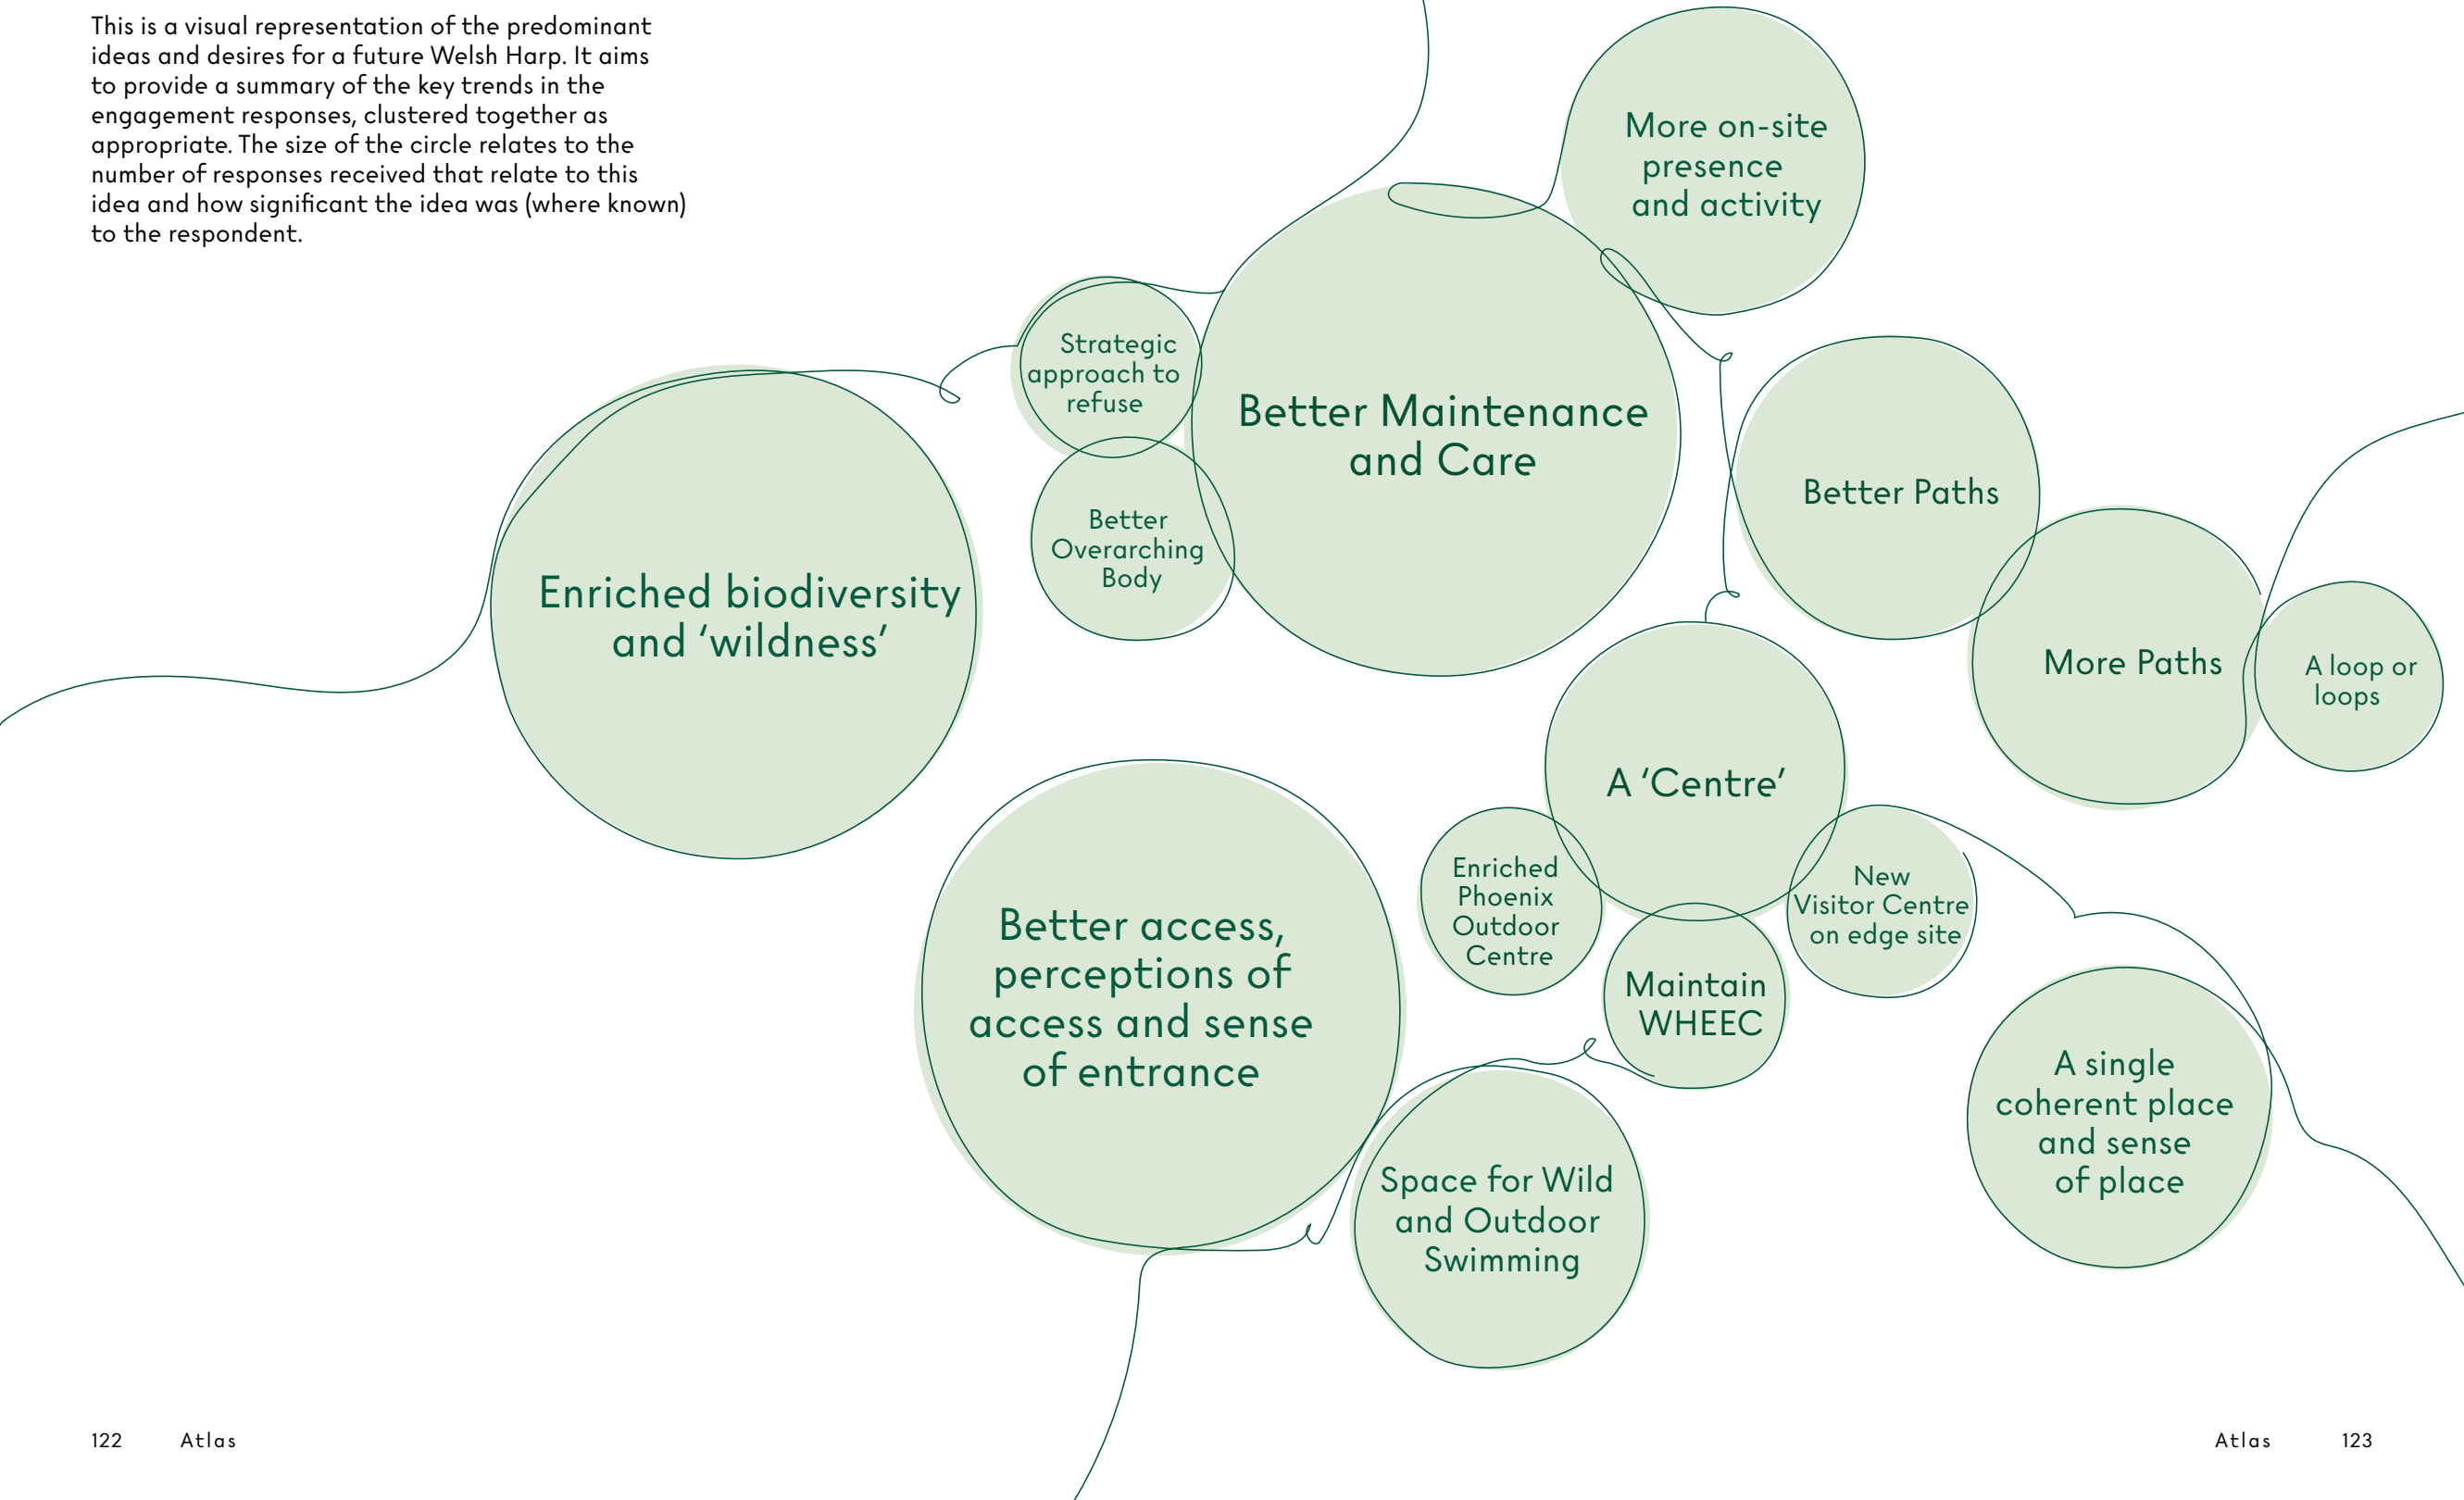 This is a visual representation of the predominant
ideas and desires for a future Welsh Harp. It aims
to provide a summary of the key trends in the
engagement responses, clustered together as
appropriate. The size of the circle relates to the
number of responses received that relate to this
idea and how significant the idea was (where known)
to the respondent.
More on-site
presence
and activity
Strategic
approach to
refuse
Better Maintenance
and Care
Better
Overarching
Body
Better Paths
Enriched biodiversity
and ‘wildness’
More Paths
A loop or
loops
A ‘Centre’
Enriched
Phoenix
Outdoor
Centre
New
Visitor Centre
on edge site
Maintain
WHEEC
Better access,
perceptions of
access and sense
of entrance
A single
coherent place
and sense
of place
Space for Wild
and Outdoor
Swimming
122 Atlas
Atlas 123